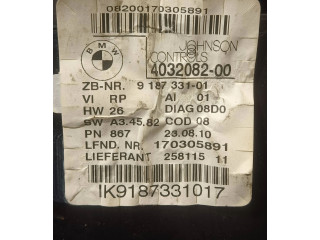 08200170305891
BMW
JOHNSON
CONTROLS
4032082-00
ZB-NR. 9 187 331-01
VI RP AI 01
HW 26 DIAG 08D0
SW A3.45.82 COD 08
PN 867 23.08.10
LFND. NR. 170305891
LIEFERANT 258115 11
IK9187331017